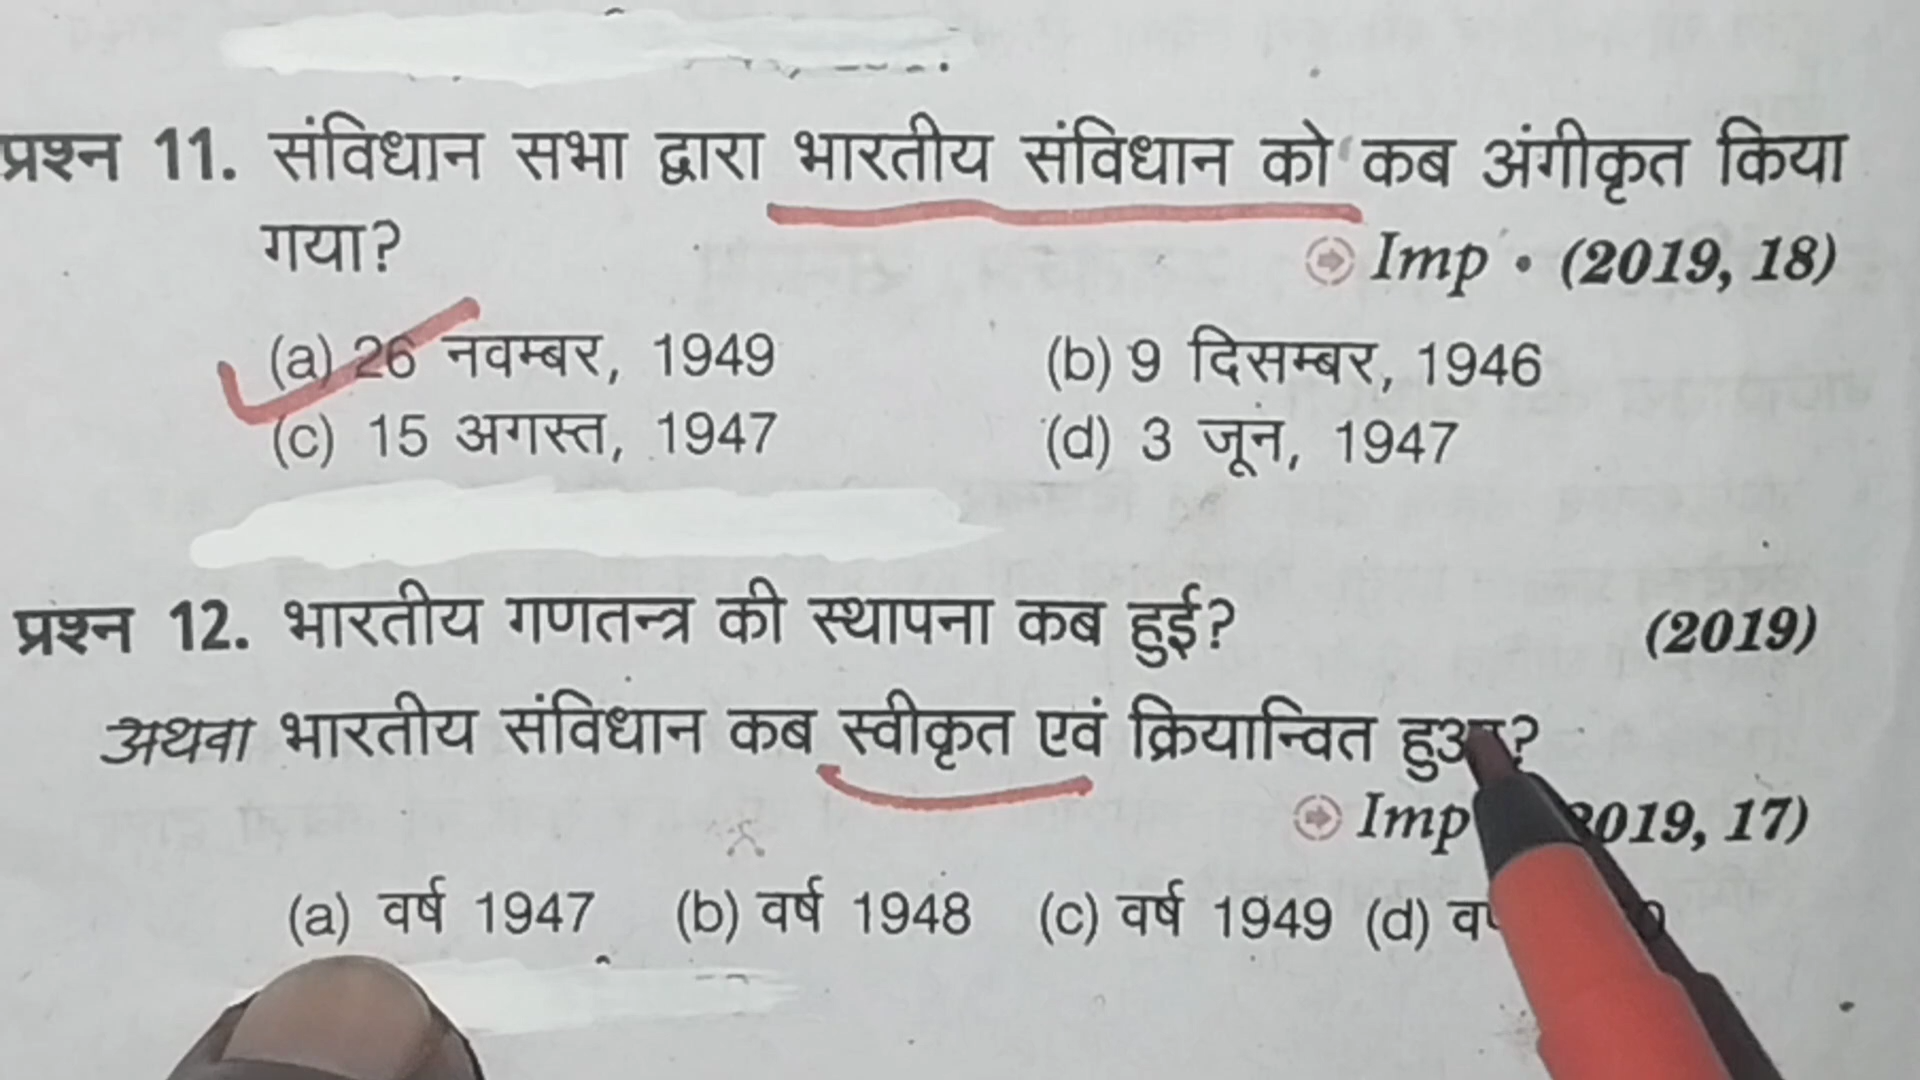 प्रश्न 11. संविधान सभा द्वारा भारतीय संविधान को कब अंगीकृत किया
गया?
Imp • (2019, 18)
(a) 26 नवम्बर, 1949 (b) 9 दिसम्बर, 1946
(c) 15 अगस्त, 1947 (d) 3 जून, 1947
प्रश्न 12. भारतीय गणतन्त्र की स्थापना कब हुई? (2019)
अथवा भारतीय संविधान कब स्वीकृत एवं क्रियान्वित हुआ?
Imp 2019, 17)
(a) वर्ष 1947 (b) वर्ष 1948 (c) वर्ष 1949 (d)